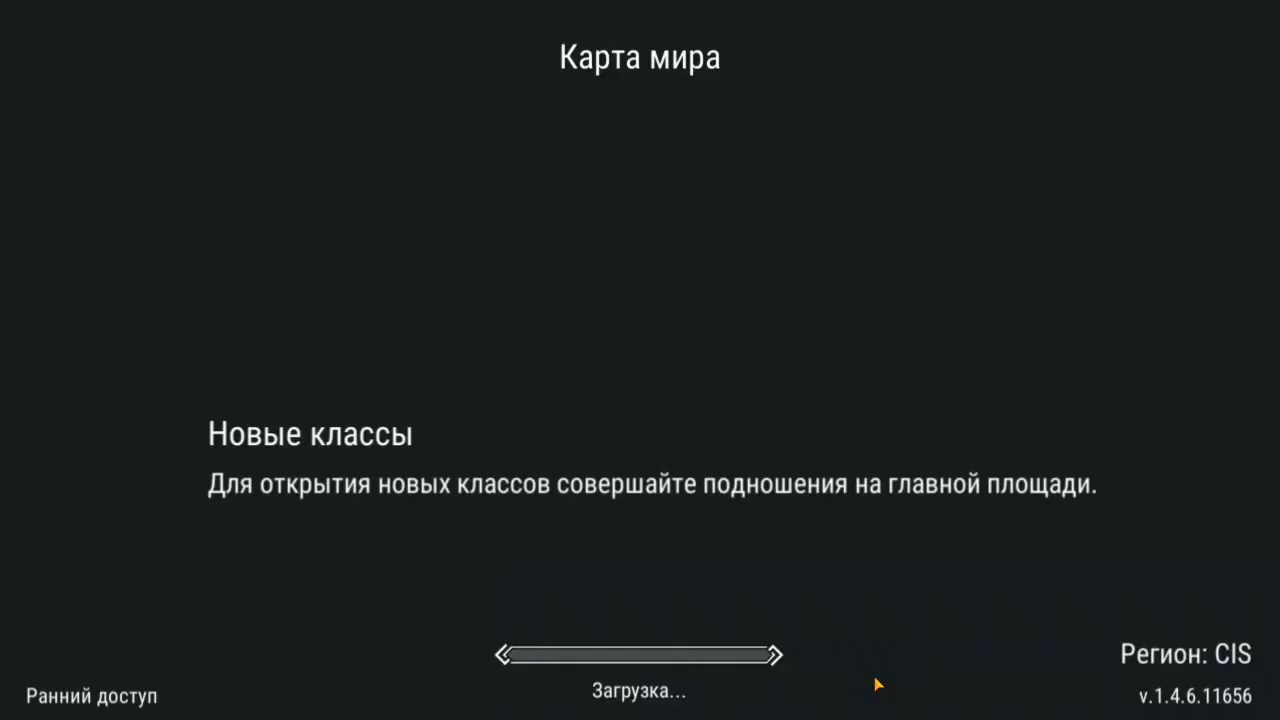 Карта мира
Новые классы
Для открытия новых классов совершайте подношения на главной площади.
Регион: CIS
Загрузка...
Ранний доступ
v.1.4.6.11656